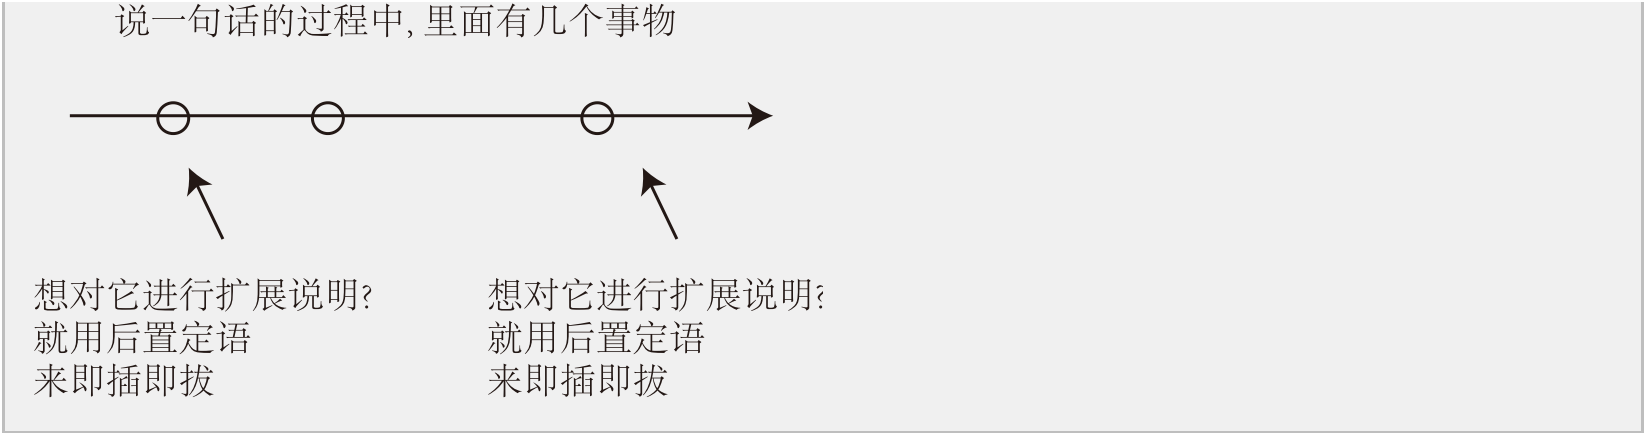 说一句话的过程中, 里面有几个事物
想对它进行扩展说明?
就用后置定语
来即插即拔
想对它进行扩展说明?
就用后置定语
来即插即拔